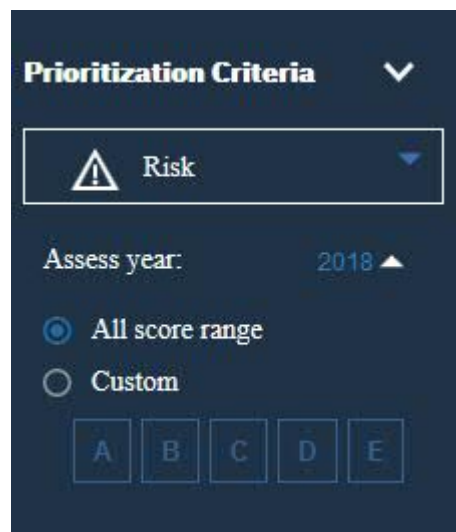 Prioritization Criteria
Risk
Assess year: 2018
All score range
Custom
A B C D E